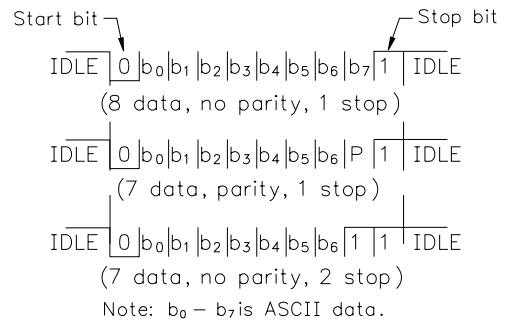 Start bit Stop bit
IDLE 0 b₀ b₁ b₂ b₃ b₄ b₅ b₆ b₇ 1 IDLE
(8 data, no parity, 1 stop)
IDLE 0 b₀ b₁ b₂ b₃ b₄ b₅ b₆ P 1 IDLE
(7 data, parity, 1 stop)
IDLE 0 b₀ b₁ b₂ b₃ b₄ b₅ b₆ 1 1 IDLE
(7 data, no parity, 2 stop)
Note: b₀ – b₇ is ASCII data.